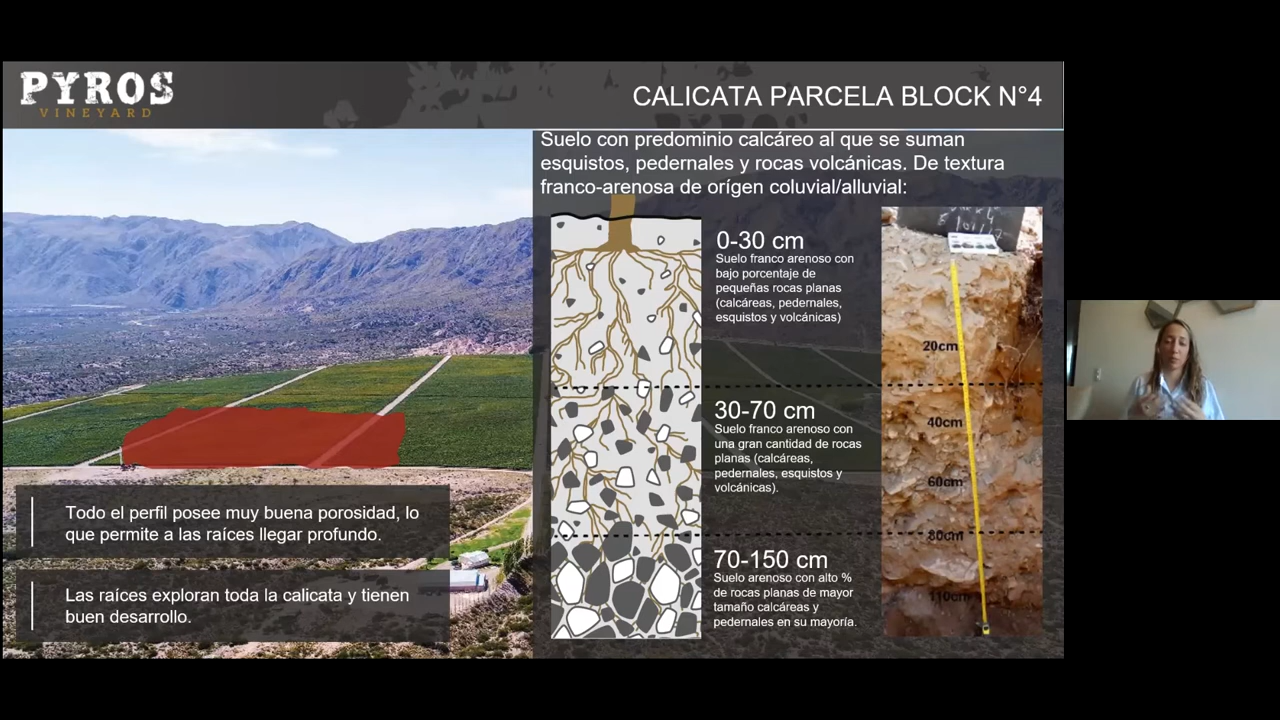 PYROS
VINEYARD
CALICATA PARCELA BLOCK N°4
Suelo con predominio calcáreo al que se suman
esquistos, pedernales y rocas volcánicas. De textura
franco-arenosa de orígen coluvial/alluvial:
0-30 cm
Suelo franco arenoso con
bajo porcentaje de
pequeñas rocas planas
(calcáreas, pedernales,
esquistos y volcánicas)
30-70 cm
Suelo franco arenoso con
una gran cantidad de rocas
planas (calcáreas,
pedernales, esquistos y
volcánicas).
70-150 cm
Suelo arenoso con alto %
de rocas planas de mayor
tamaño calcáreas y
pedernales en su mayoría.
20cm
40cm
60cm
80cm
110cm
Todo el perfil posee muy buena porosidad, lo
que permite a las raíces llegar profundo.
Las raíces exploran toda la calicata y tienen
buen desarrollo.